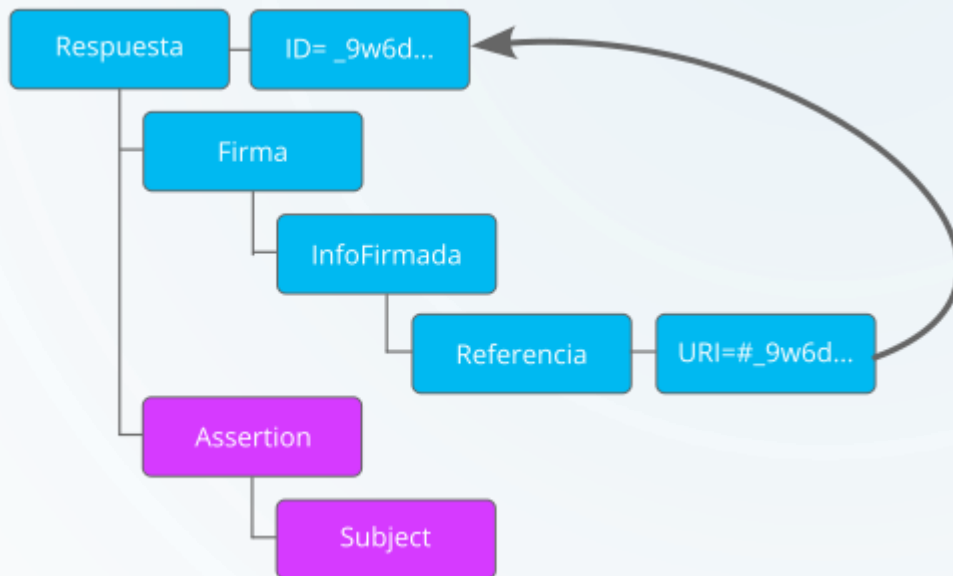 Respuesta
ID= _9w6d...
Firma
InfoFirmada
Referencia
URI=#_9w6d...
Assertion
Subject